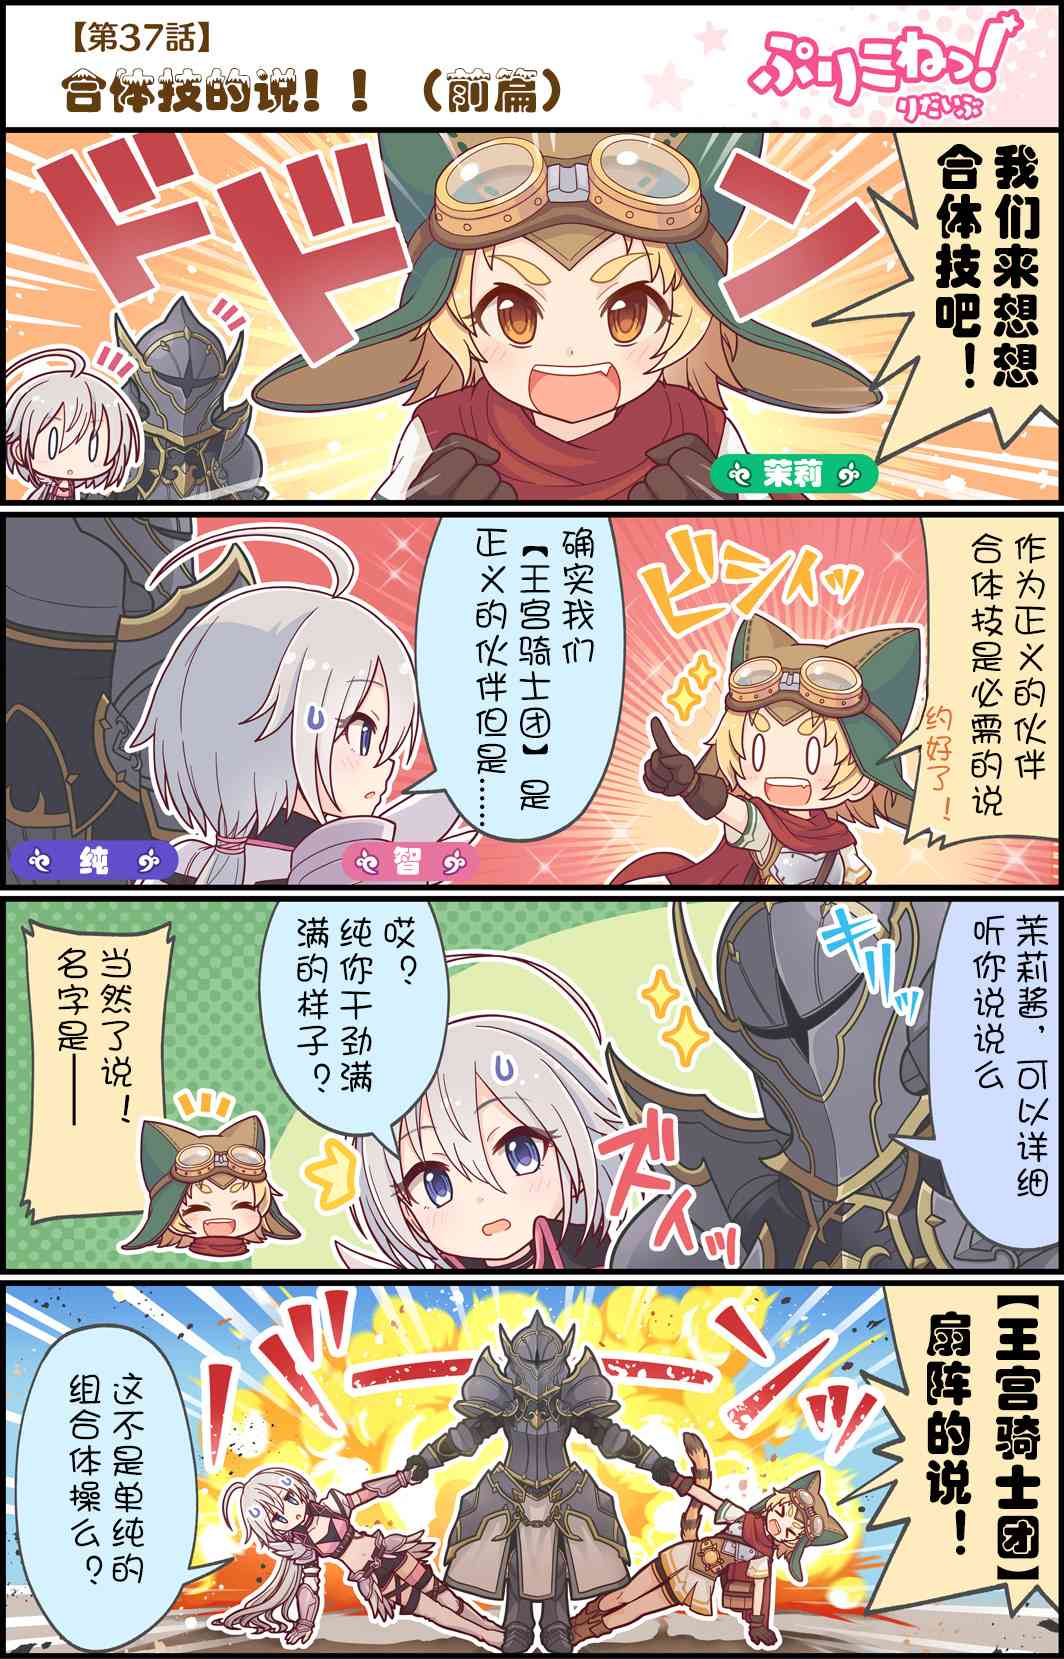 【第37話】
合体技的说！！（前篇）
ぷりこねっ！
りだいぶ
我们来想想
合体技吧！
ドドン
茉莉
作为正义的伙伴
合体技是必需的说
约好了！
ビシィッ
确实我们
【王宫骑士团】是
正义的伙伴但是……
纯
智
茉莉酱，可以详细
听你说说么
キリッ
ズィッ
哎？
纯你干劲满
满的样子？
当然了说！
名字是——
【王宫骑士团】
扇阵的说！
バーン
这不是单纯的
组合体操么？